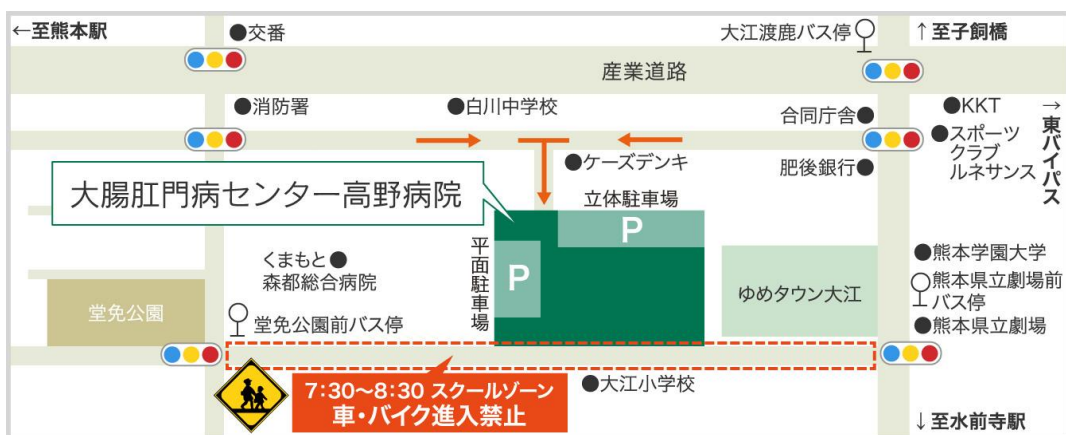 ←至熊本駅
●交番
大江渡鹿バス停
↑至子飼橋
産業道路
●消防署
●白川中学校
合同庁舎●
●KKT
●スポーツ
クラブ
ルネサンス
→東バイパス
●ケーズデンキ
肥後銀行●
大腸肛門病センター高野病院
立体駐車場
P
平面駐車場
P
くまもと●
森都総合病院
ゆめタウン大江
●熊本学園大学
熊本県立劇場前
バス停
●熊本県立劇場
堂免公園
堂免公園前バス停
7:30〜8:30 スクールゾーン
車・バイク進入禁止
●大江小学校
↓至水前寺駅